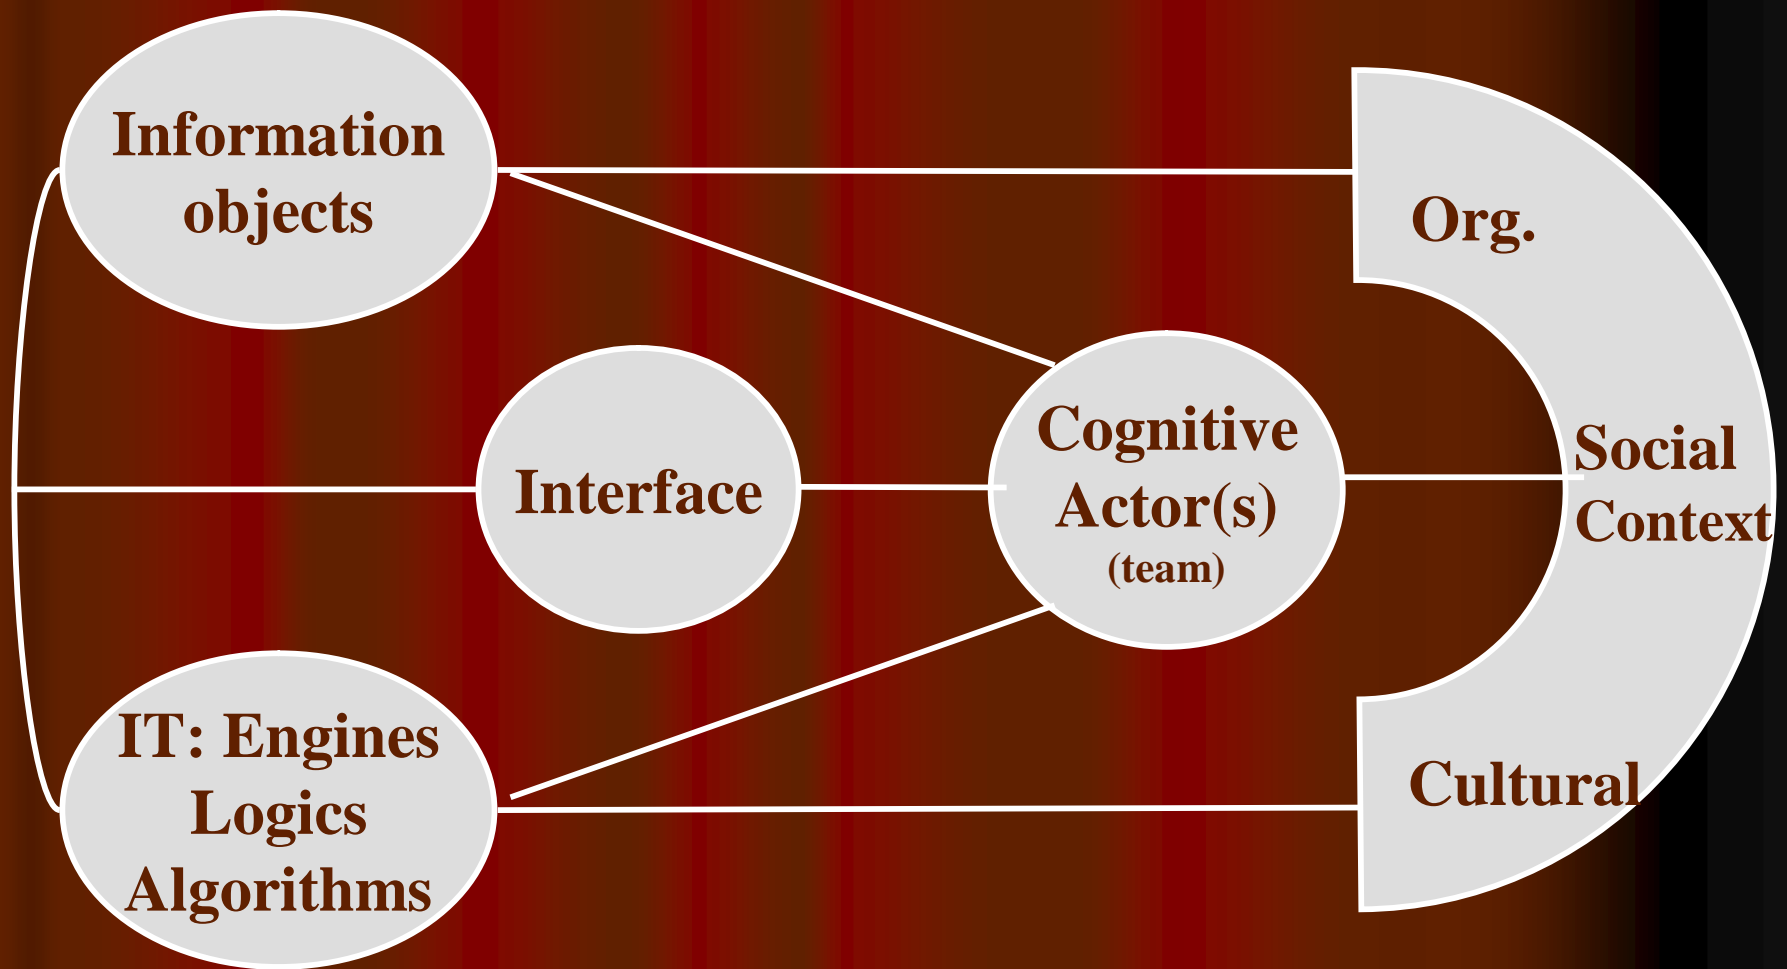 Information
objects
Org.
Interface
Cognitive
Actor(s)
(team)
Social
Context
IT: Engines
Logics
Algorithms
Cultural